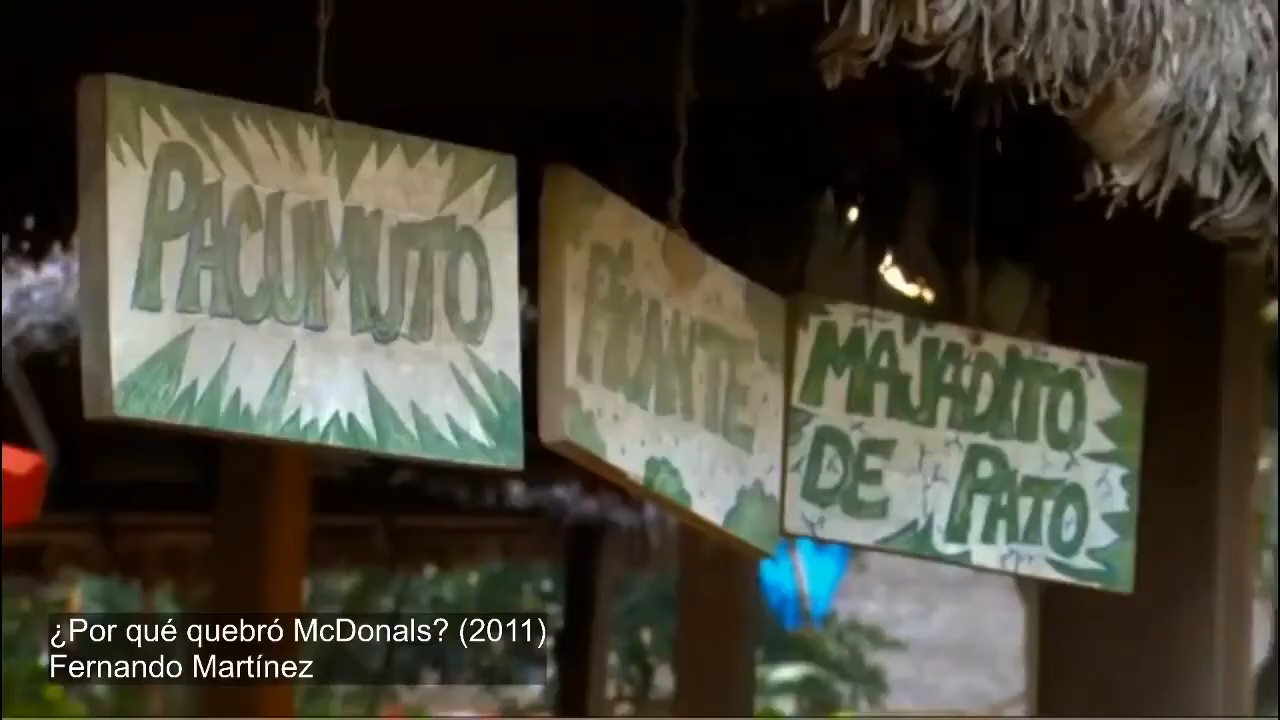 PACUMUTO
PICANTE
MAJADITO
DE PATO
¿Por qué quebró McDonals? (2011)
Fernando Martínez